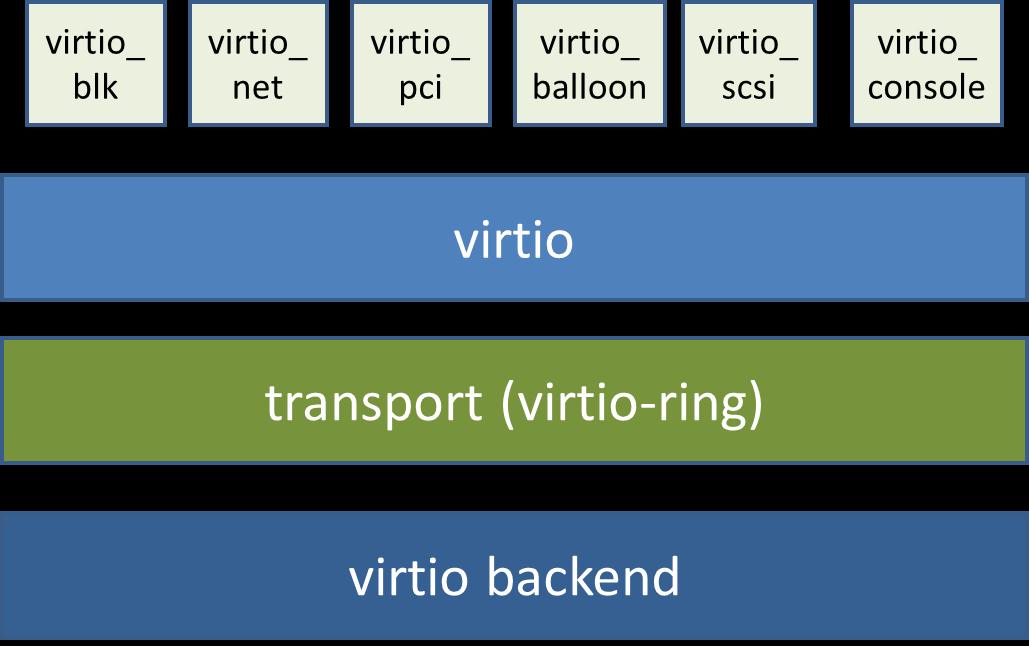 virtio_
blk
virtio_
net
virtio_
pci
virtio_
balloon
virtio_
scsi
virtio_
console
virtio
transport (virtio-ring)
virtio backend